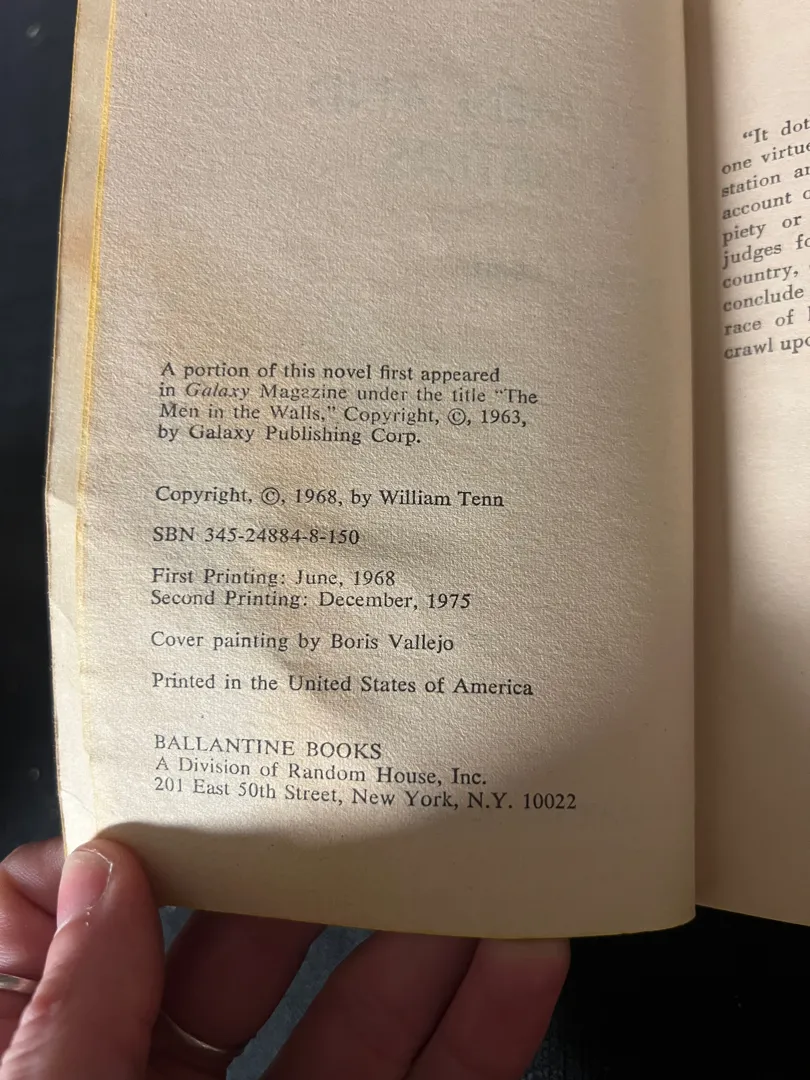 A portion of this novel first appeared
in Galaxy Magazine under the title "The
Men in the Walls," Copyright, ©, 1963,
by Galaxy Publishing Corp.
Copyright, ©, 1968, by William Tenn
SBN 345-24884-8-150
First Printing: June, 1968
Second Printing: December, 1975
Cover painting by Boris Vallejo
Printed in the United States of America
BALLANTINE BOOKS
A Division of Random House, Inc.
201 East 50th Street, New York, N.Y. 10022
"It
one
station
account
piety or
judges
country,
conclude
race of
crawl